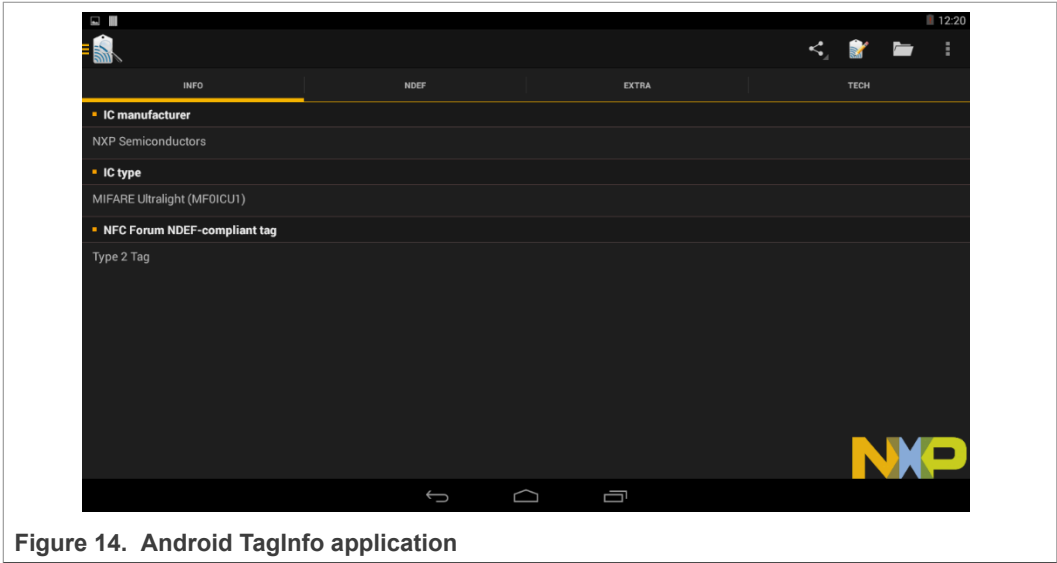 12:20
INFO NDEF EXTRA TECH
IC manufacturer
NXP Semiconductors
IC type
MIFARE Ultralight (MF0ICU1)
NFC Forum NDEF-compliant tag
Type 2 Tag
NXP
Figure 14. Android TagInfo application